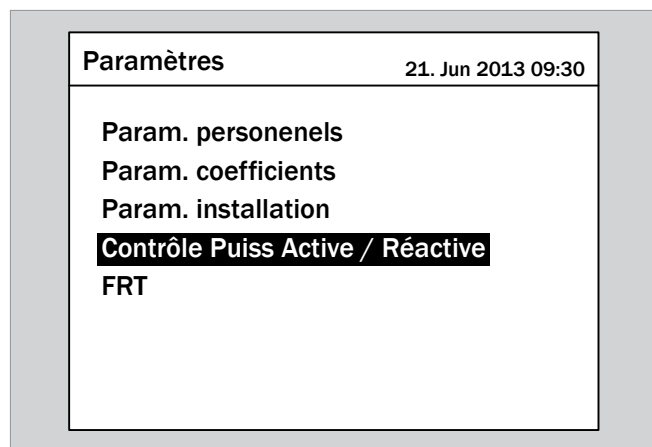 Paramètres
21. Jun 2013 09:30
Param. personenels
Param. coefficients
Param. installation
Contrôle Puiss Active / Réactive
FRT